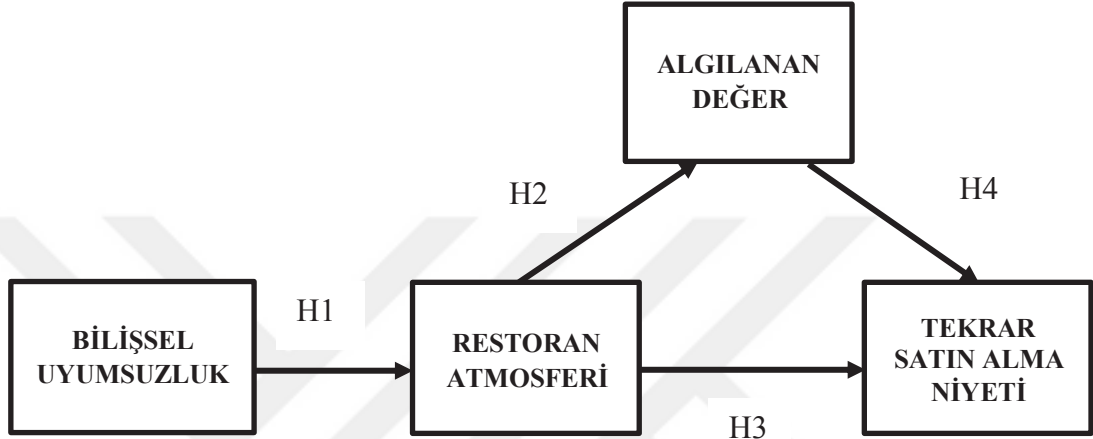 ALGILANAN
DEĞER
H2
H4
BİLİŞSEL
UYUMSUZLUK
H1
RESTORAN
ATMOSFERİ
TEKRAR
SATIN ALMA
NİYETİ
H3